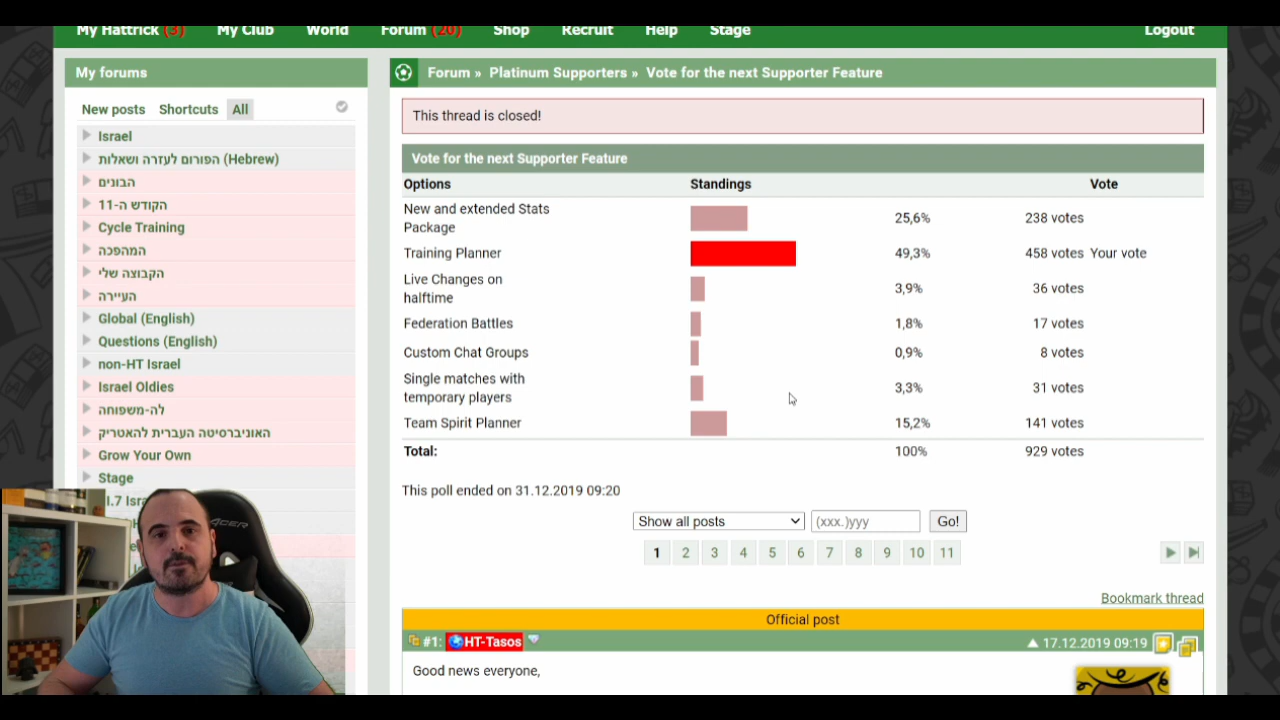 My Hattrick (3) My Club World Forum (20) Shop Recruit Help Stage Logout
My forums
New posts Shortcuts All
Israel
הפורום לעזרה ושאלות (Hebrew)
הבונים
הקודש ה-11
Cycle Training
המהפכה
הקבוצה שלי
העיירה
Global (English)
Questions (English)
non-HT Israel
Israel Oldies
לה-משפוחה
האוניברסיטה העברית להאטריק
Grow Your Own
Stage
Forum » Platinum Supporters » Vote for the next Supporter Feature
This thread is closed!
Vote for the next Supporter Feature
Options Standings Vote
New and extended Stats
Package 25,6% 238 votes
Training Planner 49,3% 458 votes Your vote
Live Changes on
halftime 3,9% 36 votes
Federation Battles 1,8% 17 votes
Custom Chat Groups 0,9% 8 votes
Single matches with
temporary players 3,3% 31 votes
Team Spirit Planner 15,2% 141 votes
Total: 100% 929 votes
This poll ended on 31.12.2019 09:20
Show all posts (xxx.)yyy Go!
1 2 3 4 5 6 7 8 9 10 11
Bookmark thread
Official post
#1: HT-Tasos 17.12.2019 09:19
Good news everyone,
acer